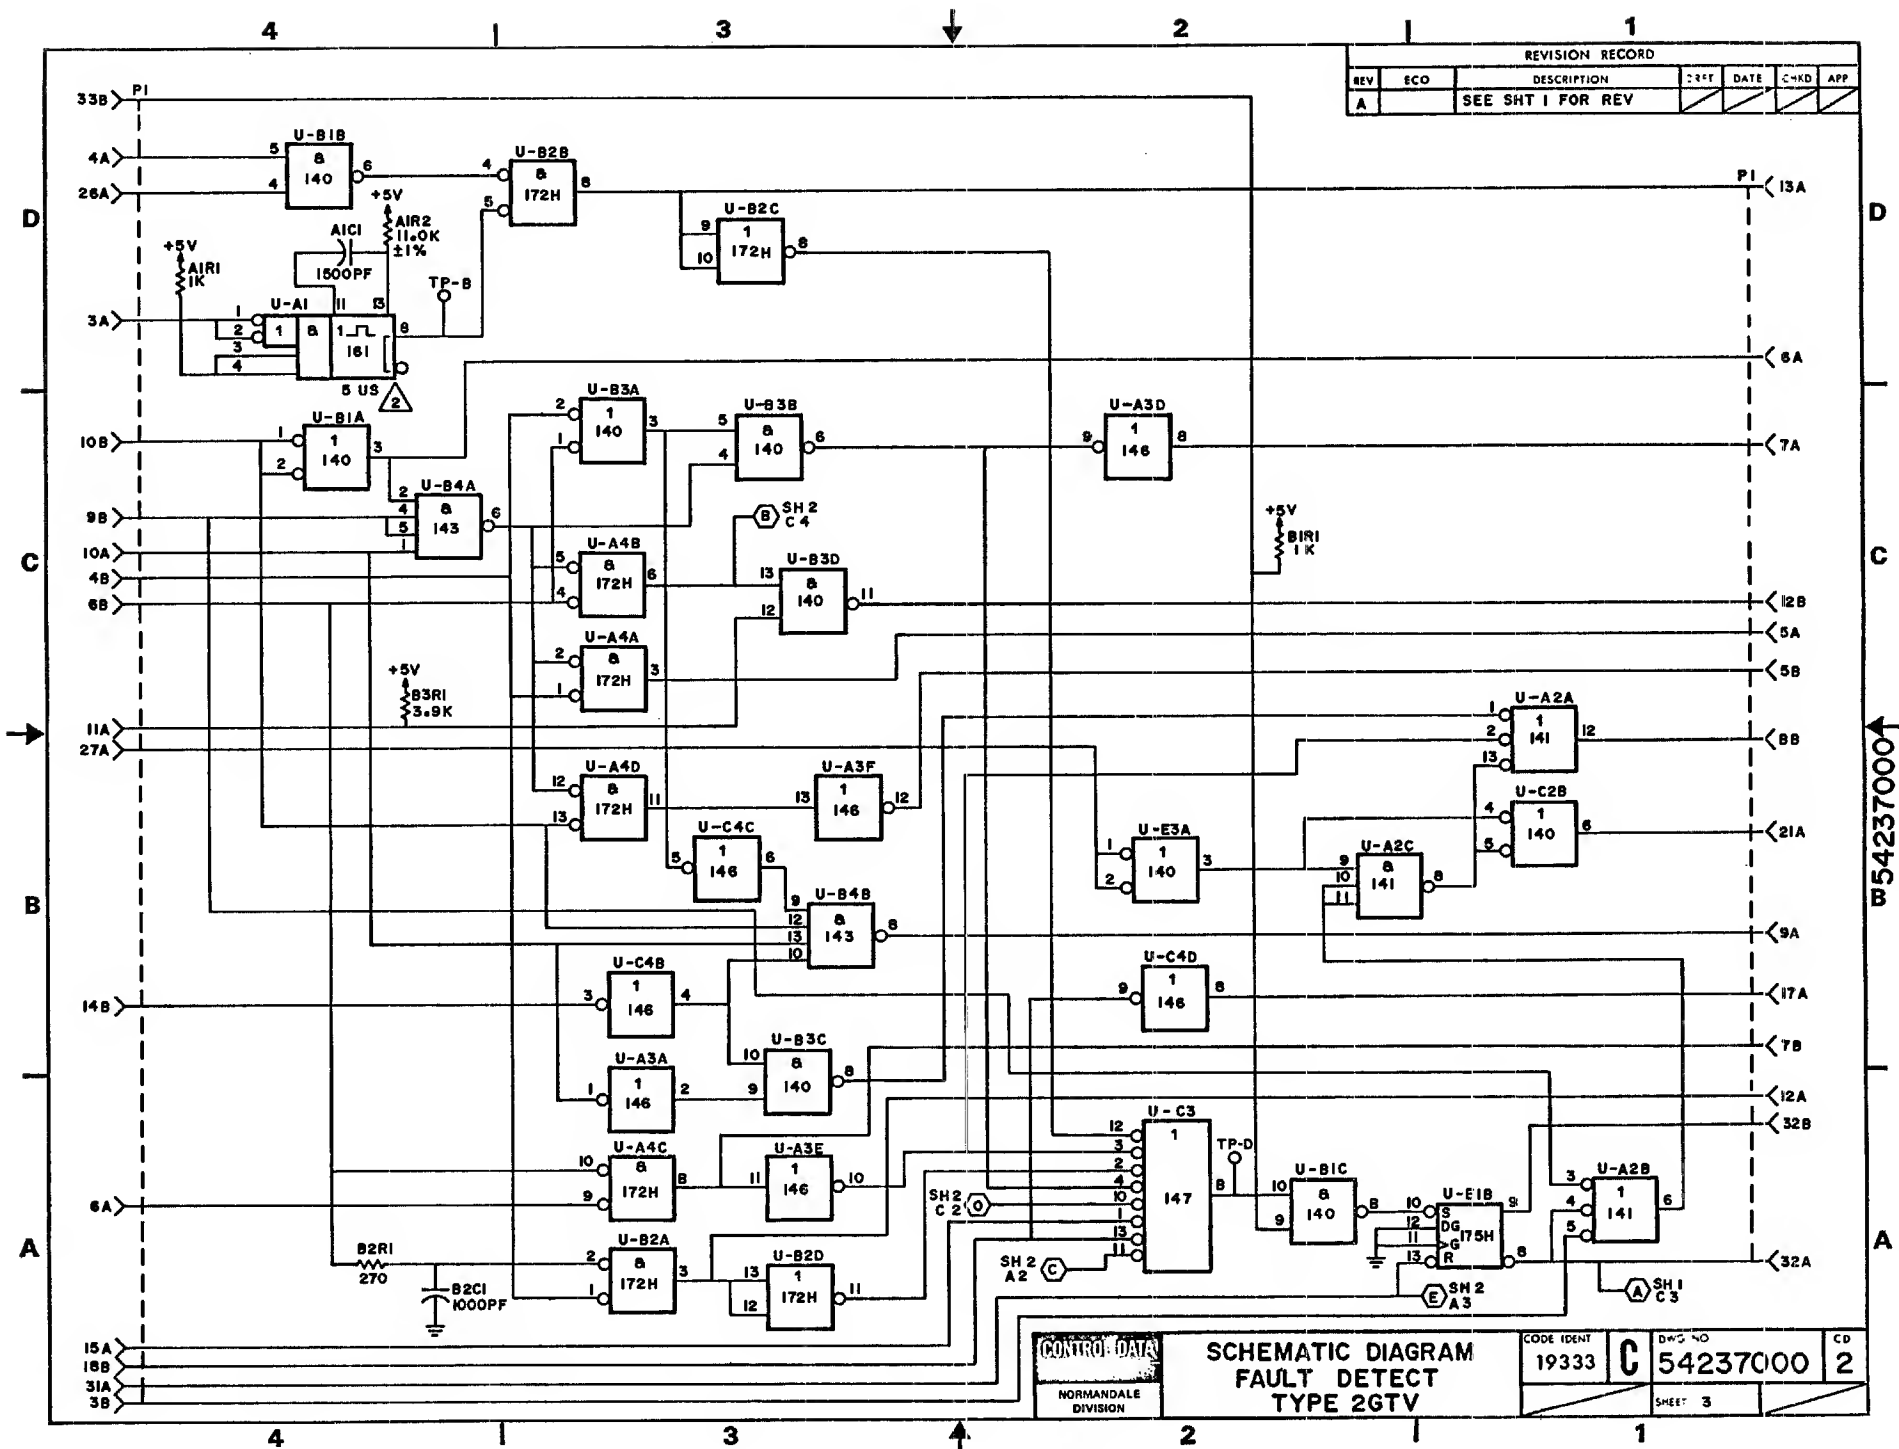 4 3 2 1
REVISION RECORD
REV ECO DESCRIPTION DRFT DATE CHKD APP
A SEE SHT 1 FOR REV
33B P1
U-B1B
4A 5 & 6
26A 4 140
+5V
A1R2
11.0K
±1%
A1C1
1500PF
+5V
A1R1
1K
U-B2B
4 & 8
5 172H
U-B2C
9 1 8
10 172H
P1 13A
D D
TP-B
U-A1 11 13
3A 1 2 3 4 1 & 1 161 8
5 US
2
6A
U-B1A
10B 1 1 3
2 140
U-B4A
9B 2 & 6
4 143
5
10A 1
4B
6B
U-B3A
2 1 3
1 140
U-B3B
5 & 6
4 140
U-A3D
9 1 8
146
7A
B SH 2
C 4
+5V
B1R1
1K
C C
U-A4B
5 & 6
4 172H
U-B3D
13 & 11
12 140
12B
U-A4A
2 & 3
1 172H
5A
5B
+5V
B3R1
3.9K
11A
27A
U-A2A
1 1 12
2 141
13
8B
U-A4D
12 & 11
13 172H
U-A3F
13 1 12
146
U-C2B
4 1 6
5 140
21A
U-C4C
5 1 6
146
U-E3A
1 1 3
2 140
U-A2C
9 & 8
10 141
11
B B
U-B4B
9 & 8
12 143
13
10
9A
U-C4B
14B 3 1 4
146
U-C4D
9 1 8
146
17A
U-A3A
1 1 2
146
U-B3C
10 & 8
9 140
7B
12A
32B
U-A4C
10 & 8
6A 9 172H
U-A3E
11 1 10
146
U-C3
12 1 8
3 147
2
4
10
1
13
11
SH 2
C 2 O
SH 2
A 2 C
TP-D
U-B1C
10 & 8
9 140
U-E1B
10 S 9
12 DG 175H
11 G
13 R 8
U-A2B
3 1 6
4 141
5
32A
A A
B2R1
270
B2C1
1000PF
U-B2A
2 & 3
1 172H
U-B2D
13 1 11
12 172H
E SH 2
A 3
A SH 1
C 3
15A
18B
31A
3B
CONTROL DATA
NORMANDALE
DIVISION
SCHEMATIC DIAGRAM
FAULT DETECT
TYPE 2GTV
CODE IDENT
19333
C
DWG NO
54237000
CD
2
SHEET 3
4 3 2 1
54237000